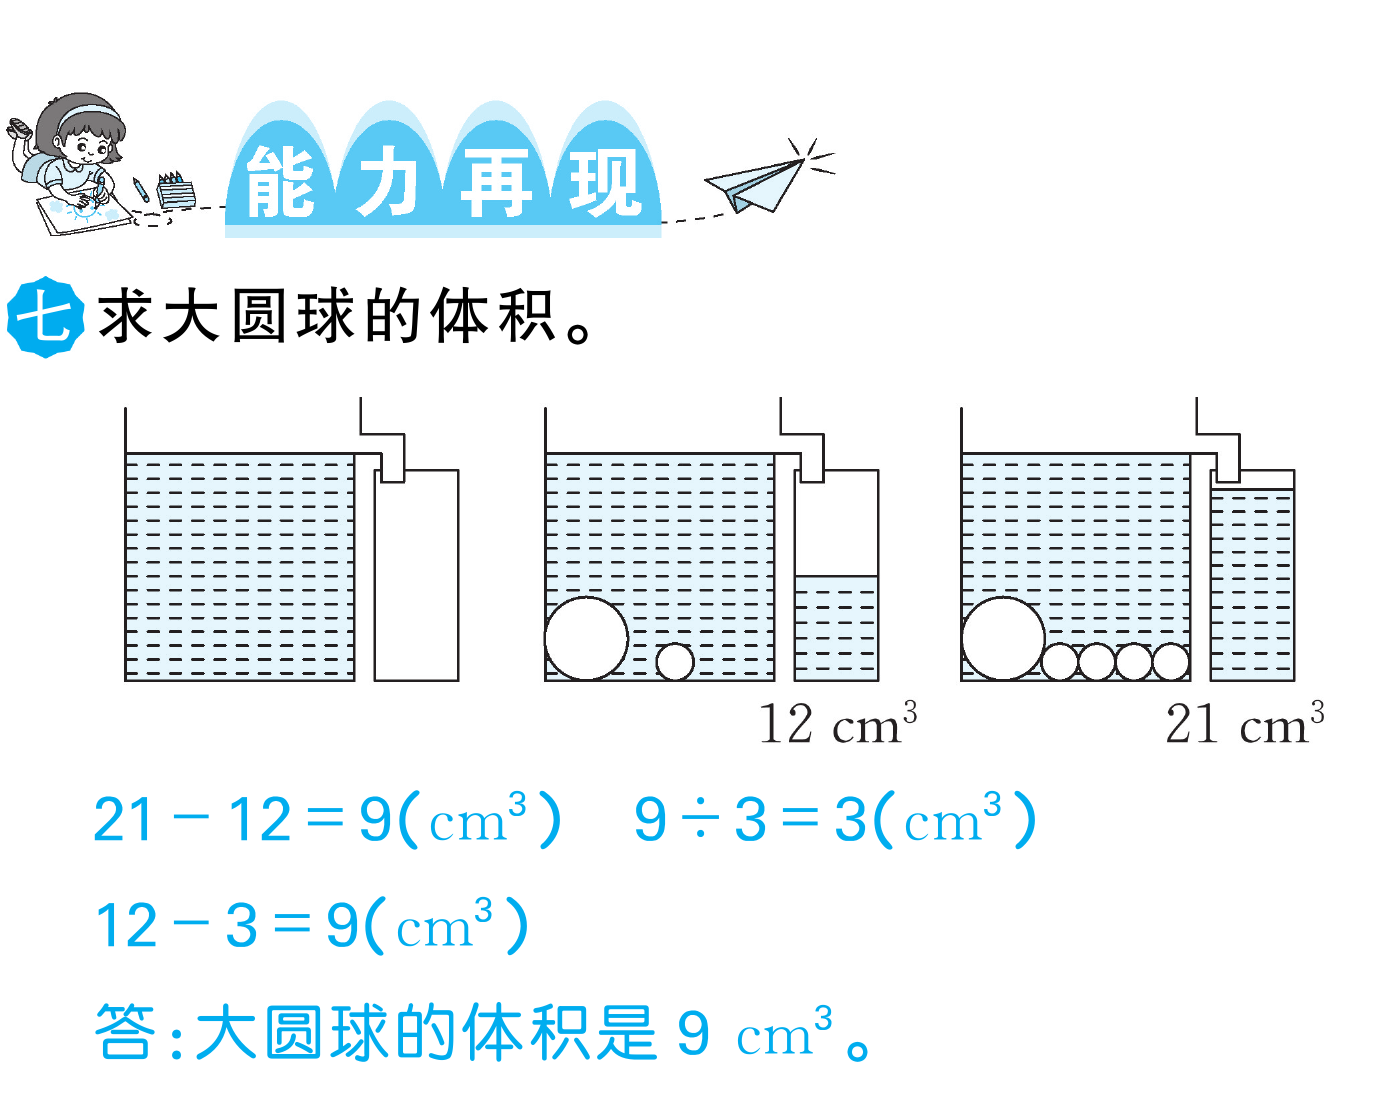 能力再现
七 求大圆球的体积。
12 cm³ 21 cm³
21－12＝9(cm³) 9÷3＝3(cm³)
12－3＝9(cm³)
答：大圆球的体积是 9 cm³。